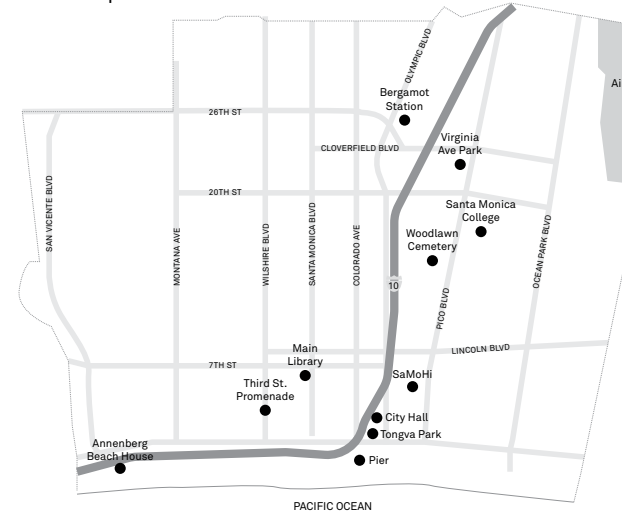 OLYMPIC BLVD
Ai
Bergamot
Station
26TH ST
Virginia
Ave Park
CLOVERFIELD BLVD
20TH ST
SAN VICENTE BLVD
MONTANA AVE
WILSHIRE BLVD
SANTA MONICA BLVD
COLORADO AVE
Santa Monica
College
Woodlawn
Cemetery
OCEAN PARK BLVD
10
PICO BLVD
Main
Library
LINCOLN BLVD
7TH ST
SaMoHi
Third St.
Promenade
City Hall
Tongva Park
Annenberg
Beach House
Pier
PACIFIC OCEAN